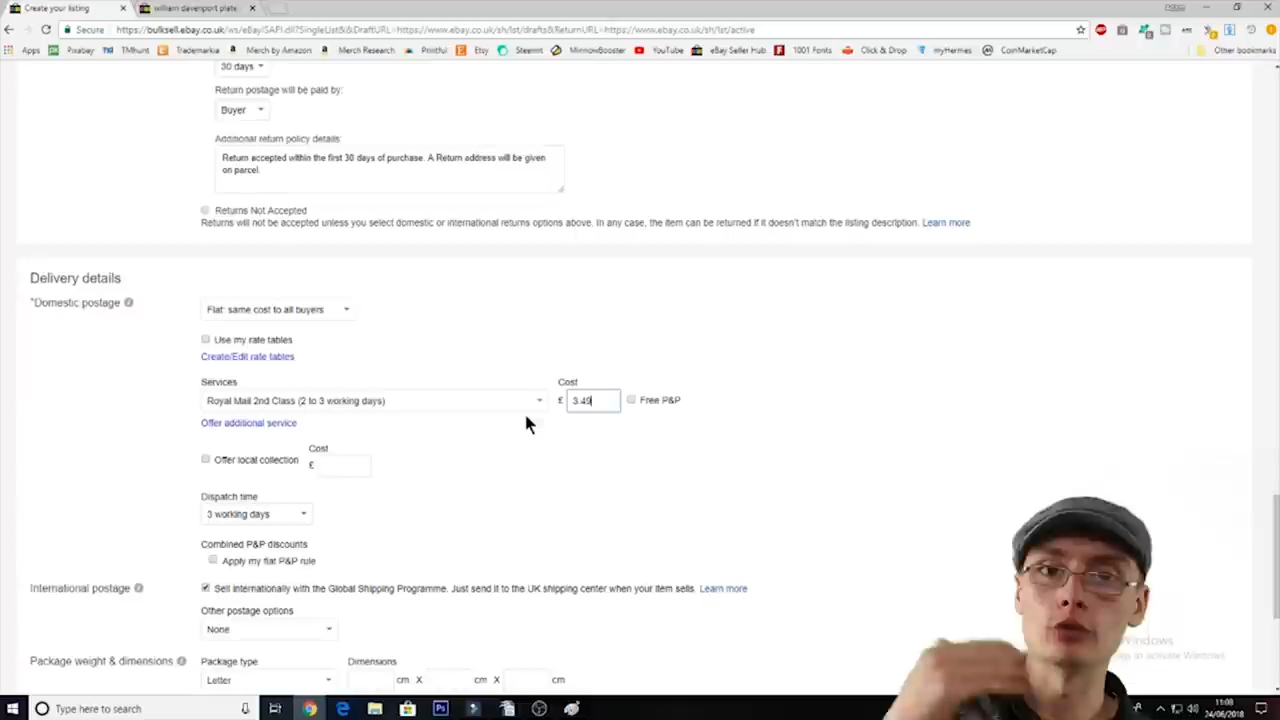 Create your listing
william davenport plate
Secure https://bulksell.ebay.co.uk/ws/eBayISAPI.dll?SingleList&&DraftURL=https://www.ebay.co.uk/sh/lst/drafts&ReturnURL=https://www.ebay.co.uk/sh/lst/active
Apps Pixabay TMhunt Trademarkia Merch by Amazon Merch Research Printful Etsy Steemit MinnowBooster YouTube eBay Seller Hub 1001 Fonts Click & Drop myHermes CoinMarketCap Other bookmarks
30 days
Return postage will be paid by:
Buyer
Additional return policy details:
Return accepted within the first 30 days of purchase. A Return address will be given
on parcel.
Returns Not Accepted
Returns will not be accepted unless you select domestic or international returns options above. In any case, the item can be returned if it doesn't match the listing description. Learn more
Delivery details
*Domestic postage
Flat: same cost to all buyers
Use my rate tables
Create/Edit rate tables
Services Cost
Royal Mail 2nd Class (2 to 3 working days) £ 3.49 Free P&P
Offer additional service
Cost
Offer local collection £
Dispatch time
3 working days
Combined P&P discounts
Apply my flat P&P rule
International postage
Sell internationally with the Global Shipping Programme. Just send it to the UK shipping center when your item sells. Learn more
Other postage options
None
Package weight & dimensions Package type Dimensions
Letter cm X cm X cm
Windows
to activate Windows
Type here to search
11:08
24/06/2018